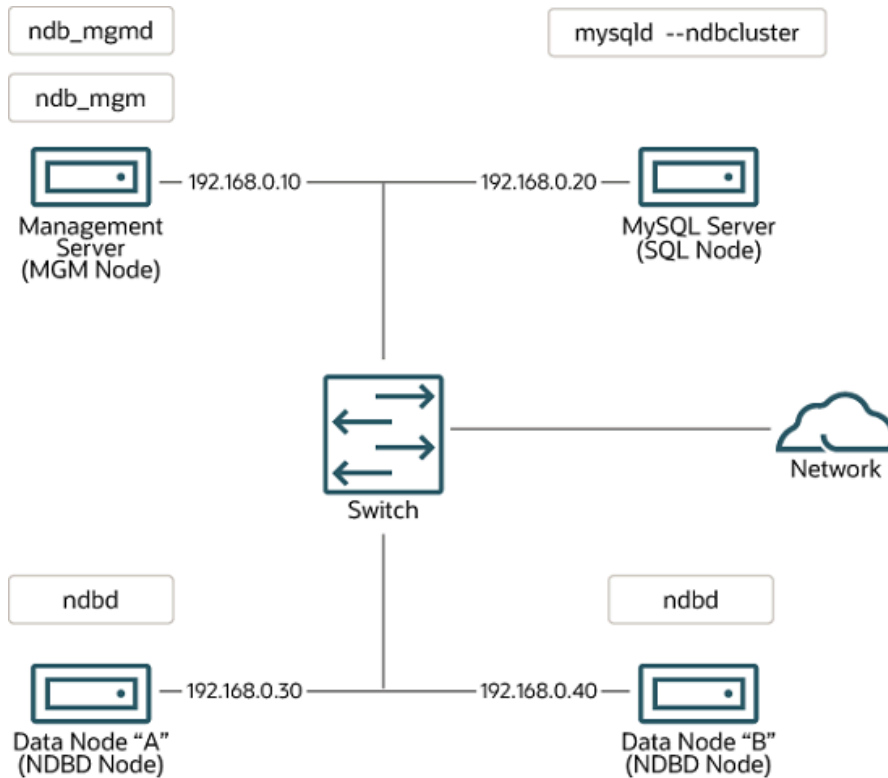 ndb_mgmd
mysqld --ndbcluster
ndb_mgm
192.168.0.10
192.168.0.20
Management
Server
(MGM Node)
MySQL Server
(SQL Node)
Network
Switch
ndbd
ndbd
192.168.0.30
192.168.0.40
Data Node “A”
(NDBD Node)
Data Node “B”
(NDBD Node)